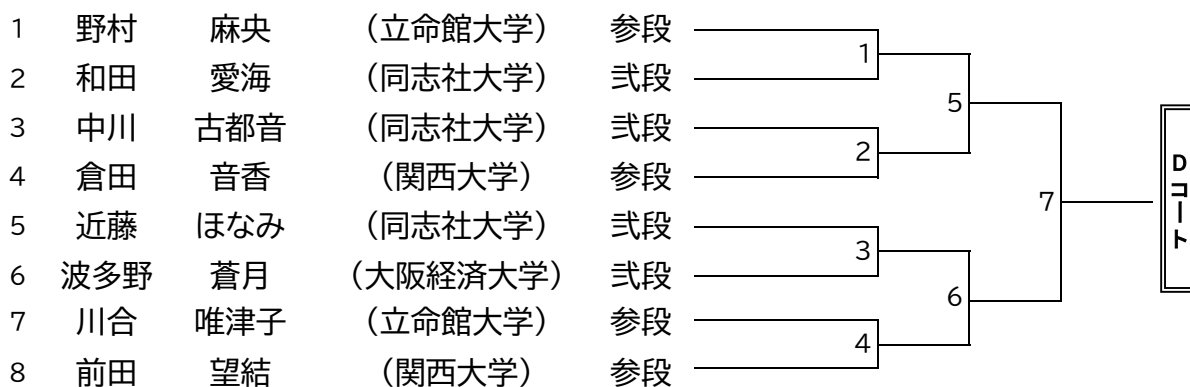 1 野村 麻央 （立命館大学） 参段
2 和田 愛海 （同志社大学） 弐段
3 中川 古都音 （同志社大学） 弐段
4 倉田 音香 （関西大学） 参段
5 近藤 ほなみ （同志社大学） 弐段
6 波多野 蒼月 （大阪経済大学） 弐段
7 川合 唯津子 （立命館大学） 参段
8 前田 望結 （関西大学） 参段
1
2
3
4
5
6
7
Dコート